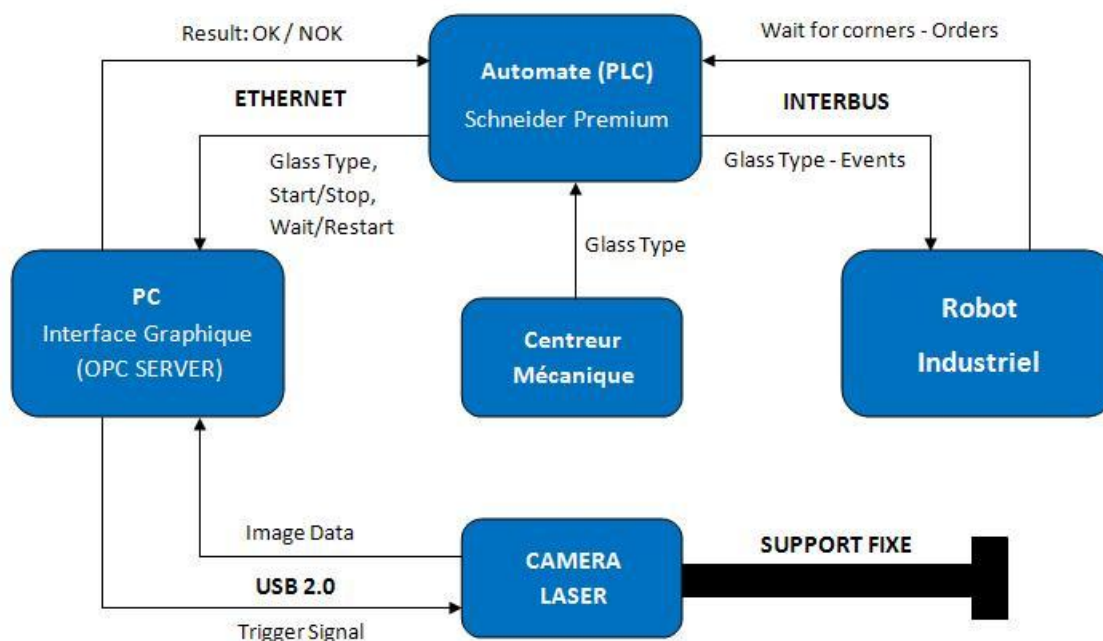 Result: OK / NOK
Automate (PLC)
Schneider Premium
Wait for corners - Orders
ETHERNET
INTERBUS
Glass Type,
Start/Stop,
Wait/Restart
Glass Type - Events
Glass Type
PC
Interface Graphique
(OPC SERVER)
Centreur
Mécanique
Robot
Industriel
Image Data
USB 2.0
Trigger Signal
CAMERA
LASER
SUPPORT FIXE